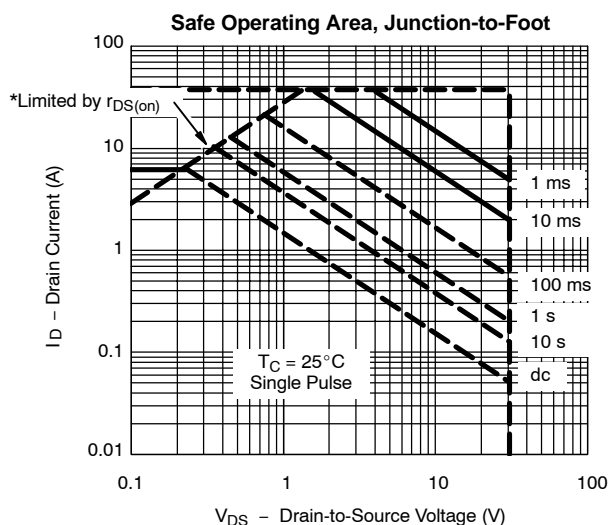 Safe Operating Area, Junction-to-Foot
100
*Limited by rDS(on)
10
1
0.1
0.01
ID – Drain Current (A)
1 ms
10 ms
100 ms
1 s
10 s
dc
TC = 25°C
Single Pulse
0.1
1
10
100
VDS – Drain-to-Source Voltage (V)